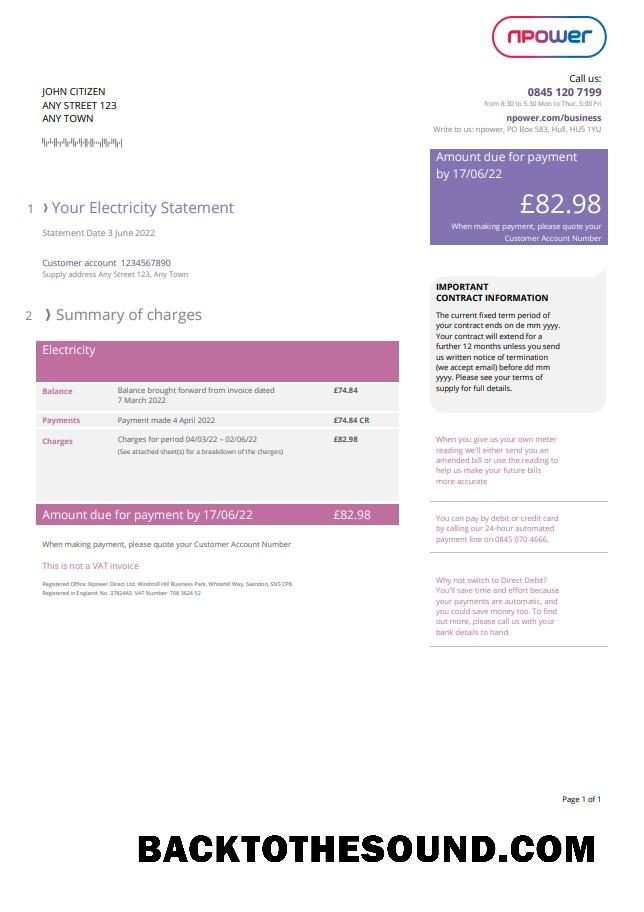 npower
Call us:
0845 120 7199
from 8:30 to 5:30 Mon to Thur. 5:00 Fri
npower.com/business
Write to us: npower, PO Box 583, Hull, HU5 1YU
JOHN CITIZEN
ANY STREET 123
ANY TOWN
Amount due for payment
by 17/06/22
£82.98
When making payment, please quote your
Customer Account Number
1 Your Electricity Statement
Statement Date 3 June 2022
Customer account 1234567890
Supply address Any Street 123, Any Town
IMPORTANT
CONTRACT INFORMATION
The current fixed term period of
your contract ends on de mm yyyy.
Your contract will extend for a
further 12 months unless you send
us written notice of termination
(we accept email) before dd mm
yyyy. Please see your terms of
supply for full details.
2 Summary of charges
Electricity
Balance Balance brought forward from invoice dated £74.84
7 March 2022
Payments Payment made 4 April 2022 £74.84 CR
Charges Charges for period 04/03/22 – 02/06/22 £82.98
(See attached sheet(s) for a breakdown of the charges)
Amount due for payment by 17/06/22 £82.98
When making payment, please quote your Customer Account Number
This is not a VAT invoice
Registered Office: Npower Direct Ltd. Windmill Hill Business Park, Whitehill Way, Swindon, SN5 CP8.
Registered in England: No. 3782443. VAT Number: 768 3624 52
When you give us your own meter
reading we'll either send you an
amended bill or use the reading to
help us make your future bills
more accurate
You can pay by debit or credit card
by calling our 24-hour automated
payment line on 0845 070 4666.
Why not switch to Direct Debit?
You'll save time and effort because
your payments are automatic, and
you could save money too. To find
out more, please call us with your
bank details to hand.
Page 1 of 1
BACKTOTHESOUND.COM